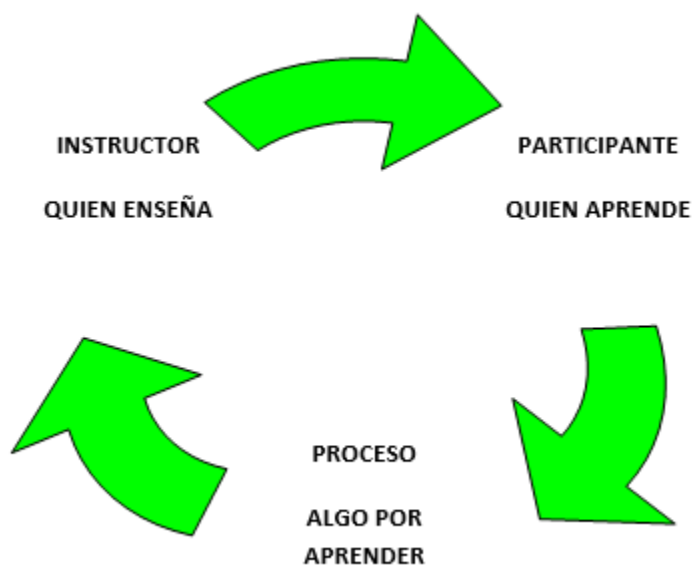 INSTRUCTOR
QUIEN ENSEÑA
PARTICIPANTE
QUIEN APRENDE
PROCESO
ALGO POR
APRENDER